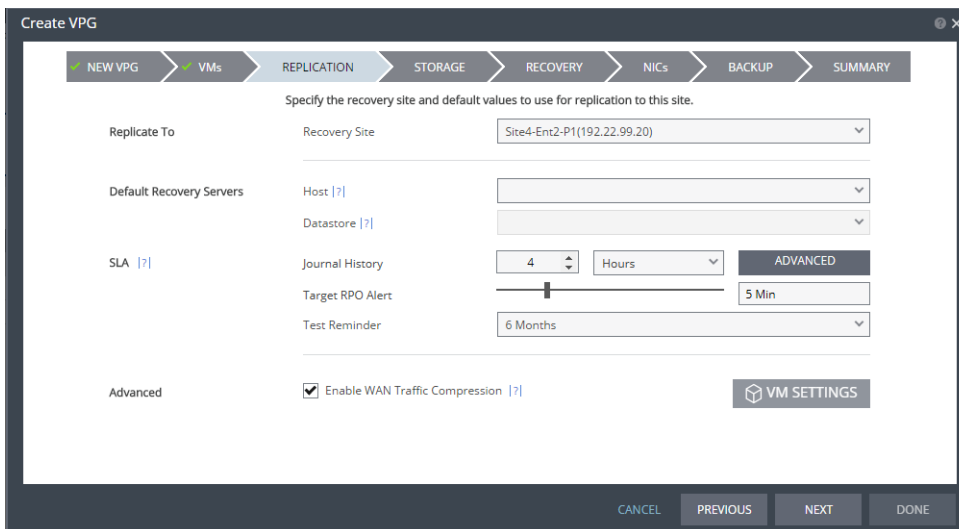 Create VPG
NEW VPG VMs REPLICATION STORAGE RECOVERY NICs BACKUP SUMMARY
Specify the recovery site and default values to use for replication to this site.
Replicate To Recovery Site Site4-Ent2-P1(192.22.99.20)
Default Recovery Servers Host |?|
Datastore |?|
SLA |?| Journal History 4 Hours ADVANCED
Target RPO Alert 5 Min
Test Reminder 6 Months
Advanced Enable WAN Traffic Compression |?| VM SETTINGS
CANCEL PREVIOUS NEXT DONE